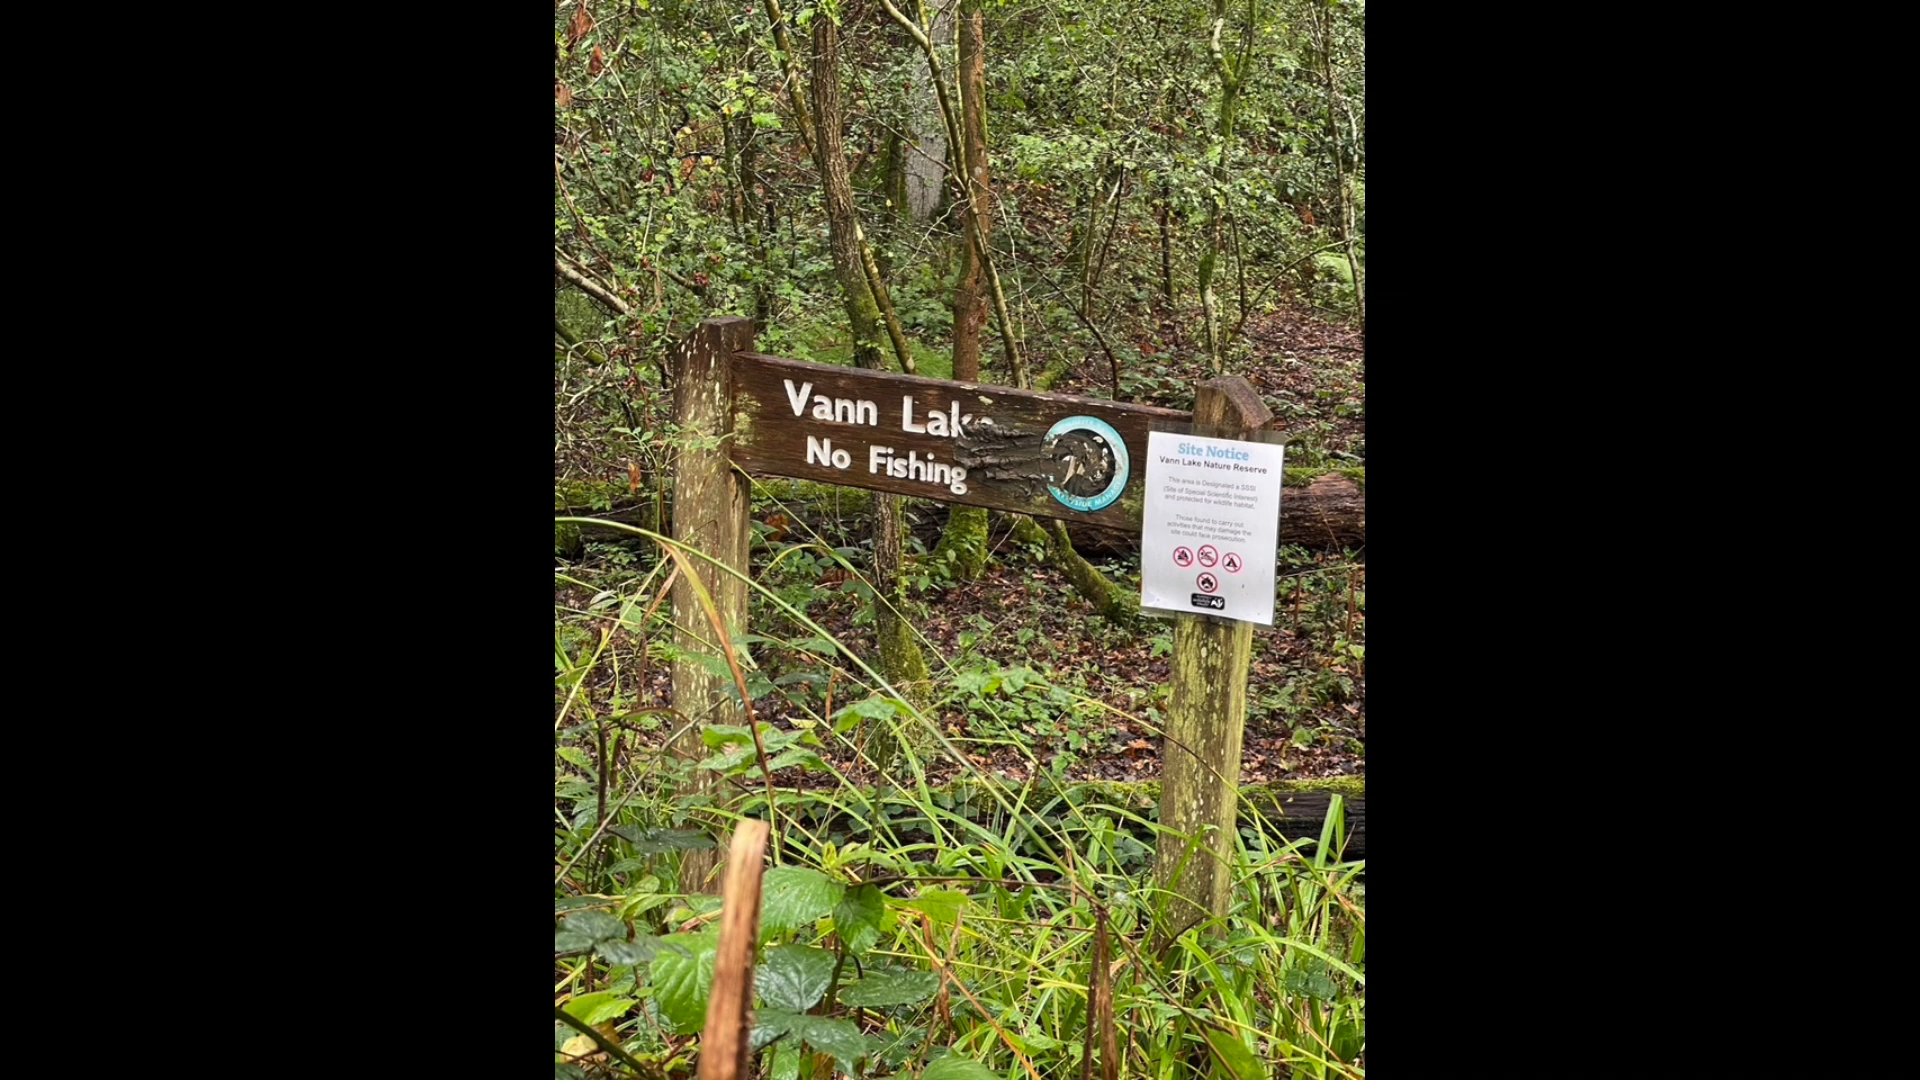 Vann Lake
No Fishing
SIDE MAN
Site Notice
Vann Lake Nature Reserve
This area is Designated a SSSI
(Site of Special Scientific Interest)
and protected for wildlife habitat.
Those found to carry out
activities that may damage the
site could face prosecution.